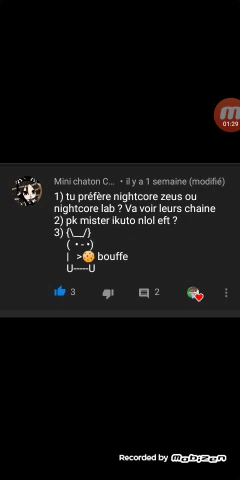 01:29
Mini chaton C... • il y a 1 semaine (modifié)
1) tu préfère nightcore zeus ou
nightcore lab ? Va voir leurs chaine
2) pk mister ikuto nlol eft ?
3) {\__/}
( • - •)
| >🍪 bouffe
U-----U
3
2
Recorded by mobizen